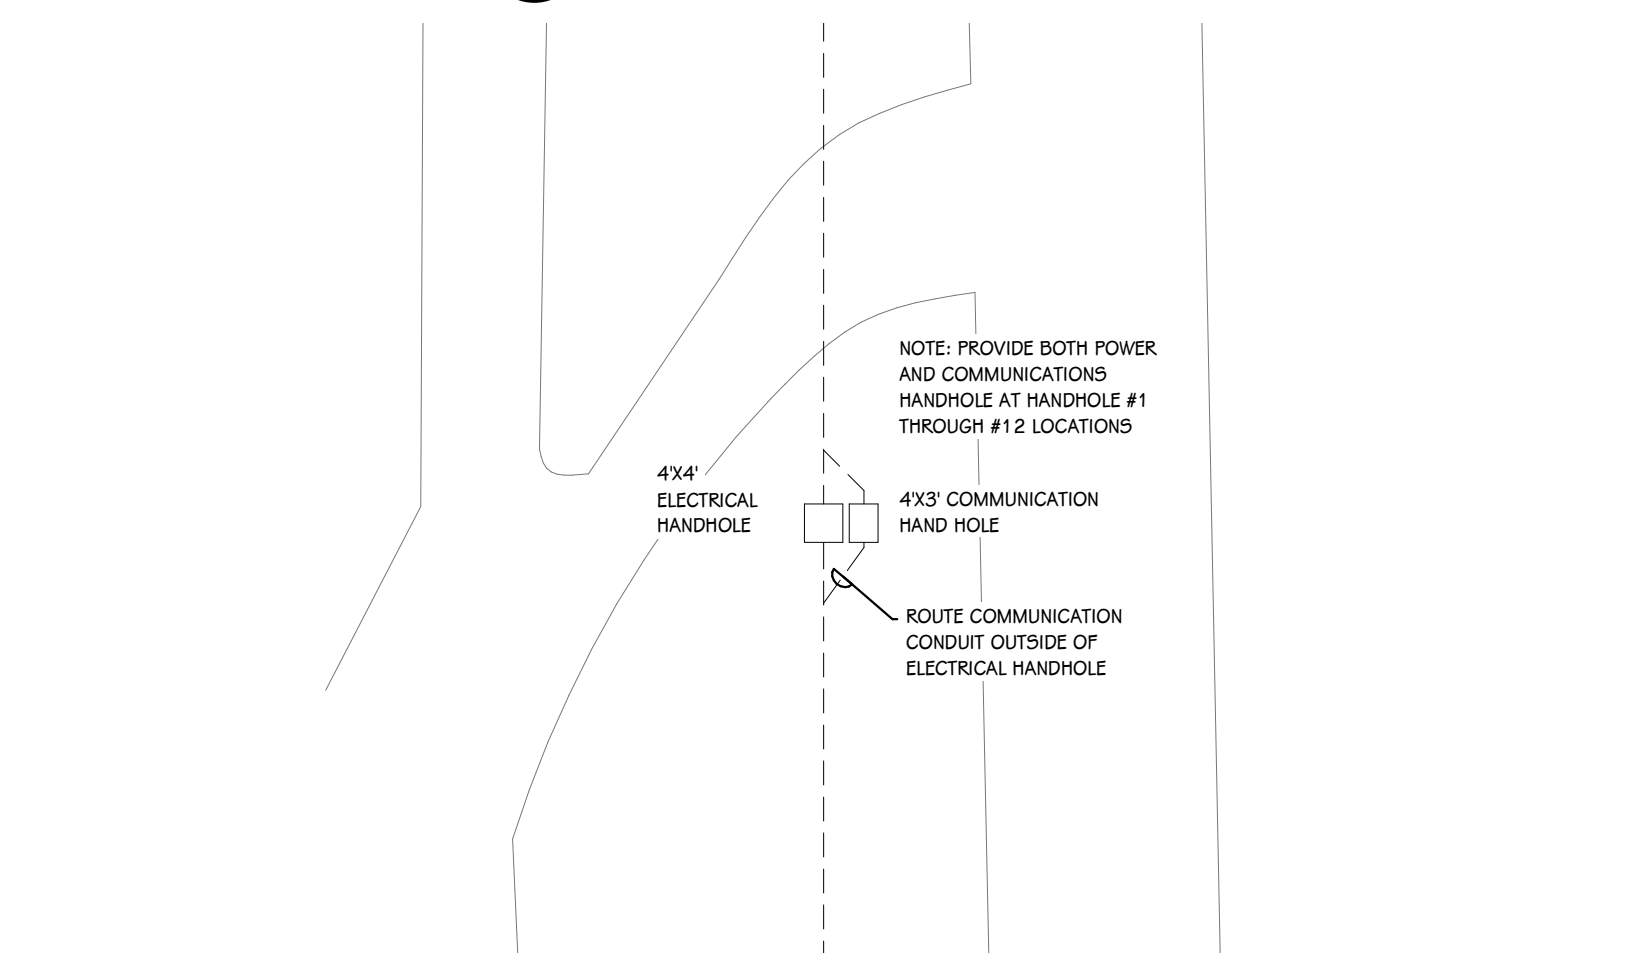 NOTE: PROVIDE BOTH POWER
AND COMMUNICATIONS
HANDHOLE AT HANDHOLE #1
THROUGH #12 LOCATIONS
4'X4'
ELECTRICAL
HANDHOLE
4'X3' COMMUNICATION
HAND HOLE
ROUTE COMMUNICATION
CONDUIT OUTSIDE OF
ELECTRICAL HANDHOLE